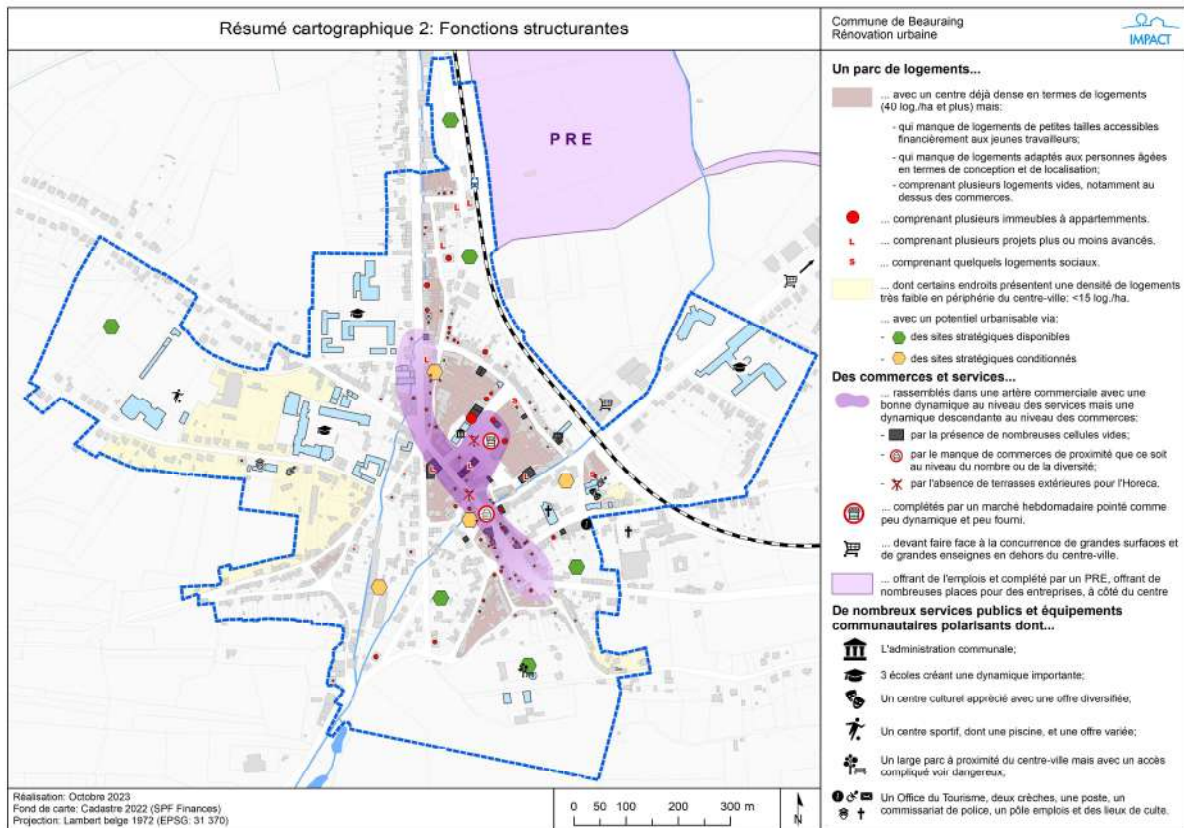 Résumé cartographique 2: Fonctions structurantes
Commune de Beauraing
Rénovation urbaine
IMPACT
PRE
L
L
L
L
S
L
L
L
Un parc de logements...
... avec un centre déjà dense en termes de logements
(40 log./ha et plus) mais:
- qui manque de logements de petites tailles accessibles
financièrement aux jeunes travailleurs;
- qui manque de logements adaptés aux personnes âgées
en termes de conception et de localisation;
- comprenant plusieurs logements vides, notamment au
dessus des commerces.
... comprenant plusieurs immeubles à appartemments.
L ... comprenant plusieurs projets plus ou moins avancés.
S ... comprenant quelquels logements sociaux.
... dont certains endroits présentent une densité de logements
très faible en périphérie du centre-ville: <15 log./ha.
... avec un potentiel urbanisable via:
- des sites stratégiques disponibles
- des sites stratégiques conditionnés
Des commerces et services...
... rassemblés dans une artère commerciale avec une
bonne dynamique au niveau des services mais une
dynamique descendante au niveau des commerces:
- par la présence de nombreuses cellules vides;
- par le manque de commerces de proximité que ce soit
au niveau du nombre ou de la diversité;
- par l'absence de terrasses extérieures pour l'Horeca.
... complétés par un marché hebdomadaire pointé comme
peu dynamique et peu fourni.
... devant faire face à la concurrence de grandes surfaces et
de grandes enseignes en dehors du centre-ville.
... offrant de l'emplois et complété par un PRE, offrant de
nombreuses places pour des entreprises, à côté du centre
De nombreux services publics et équipements
communautaires polarisants dont...
L'administration communale;
3 écoles créant une dynamique importante;
Un centre culturel apprécié avec une offre diversifiée;
Un centre sportif, dont une piscine, et une offre variée;
Un large parc à proximité du centre-ville mais avec un accès
compliqué voir dangereux;
Un Office du Tourisme, deux crèches, une poste, un
commissariat de police, un pôle emploi et des lieux de culte.
Réalisation: Octobre 2023
Fond de carte: Cadastre 2022 (SPF Finances)
Projection: Lambert belge 1972 (EPSG: 31 370)
0 50 100 200 300 m
N